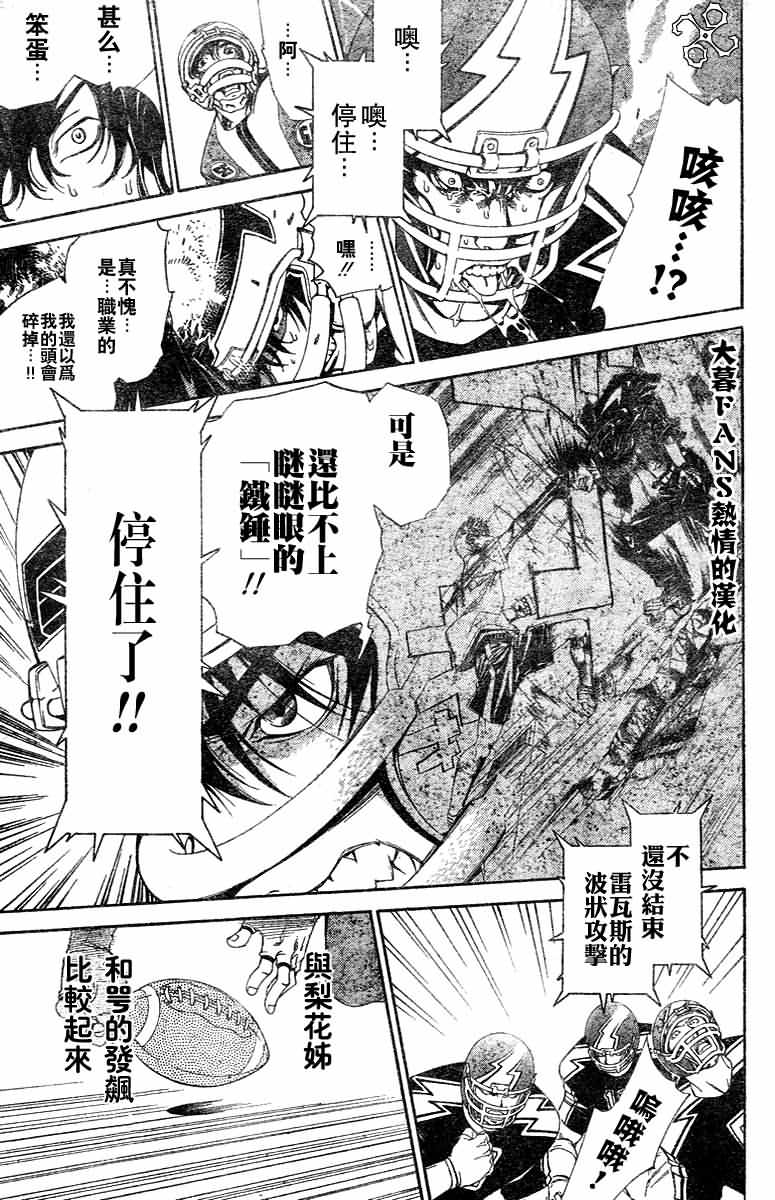 咳咳…!?
噢…
噢…
停住…
阿…
甚么…
笨蛋…
嘿!!
真不愧…
是…職業的
我還以爲
我的頭會
碎掉…!!
大暮FANS熱情的漢化
可是
還比不上
瞇瞇眼的
「鐵錘」!!
停住了!!
不
還沒結束
雷瓦斯的
波狀攻擊
嗚哦哦!
與梨花姊
和咢的發飆
比較起來